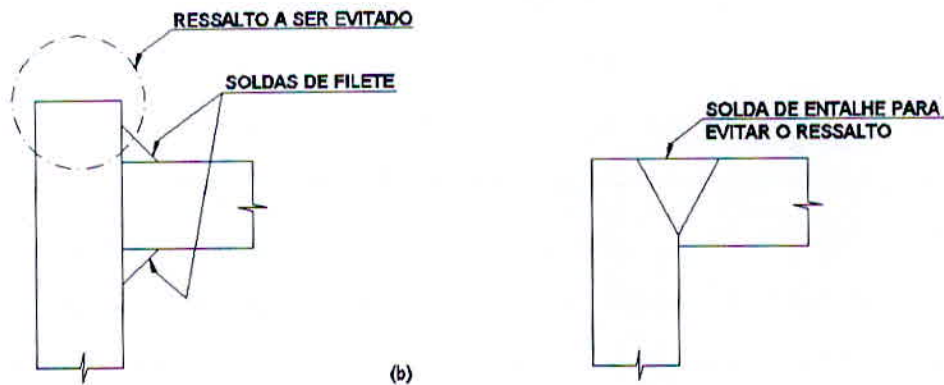 RESSALTO A SER EVITADO
SOLDAS DE FILETE
SOLDA DE ENTALHE PARA
EVITAR O RESSALTO
(b)